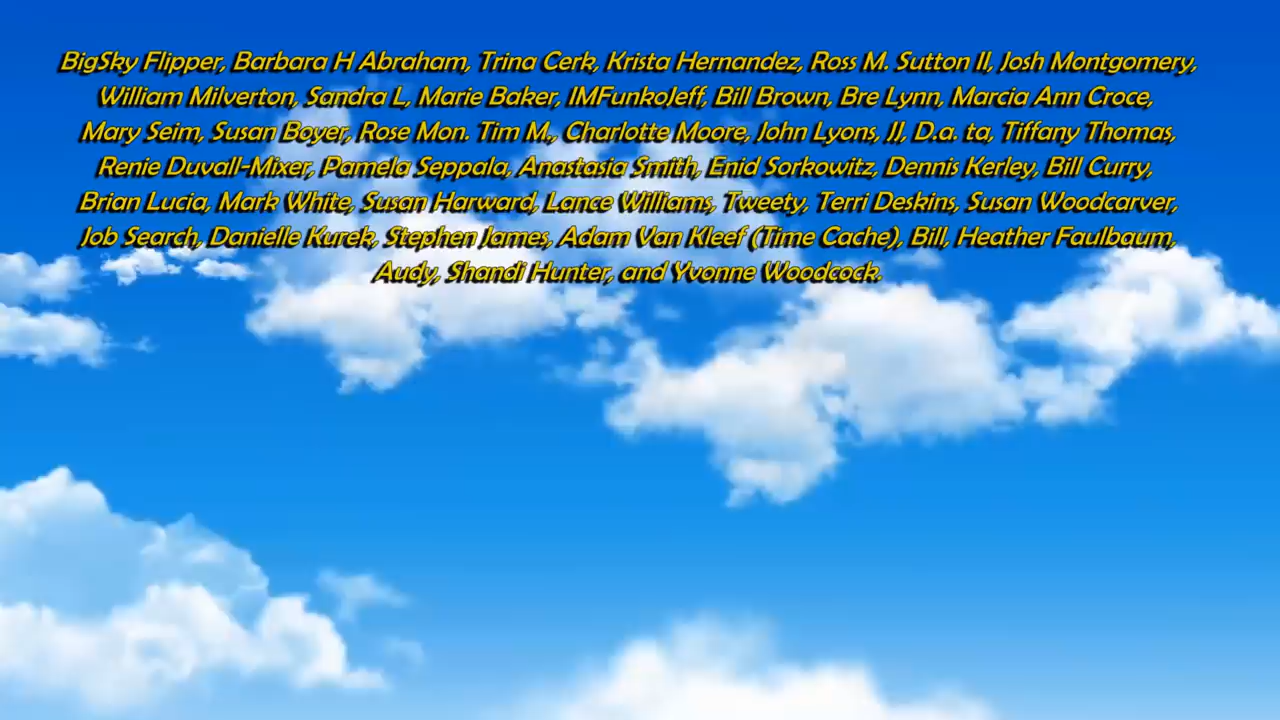 BigSky Flipper, Barbara H Abraham, Trina Cerk, Krista Hernandez, Ross M. Sutton II, Josh Montgomery,
William Milverton, Sandra L, Marie Baker, IMFunkoJeff, Bill Brown, Bre Lynn, Marcia Ann Croce,
Mary Seim, Susan Boyer, Rose Mon. Tim M., Charlotte Moore, John Lyons, JJ, D.a. ta, Tiffany Thomas,
Renie Duvall-Mixer, Pamela Seppala, Anastasia Smith, Enid Sorkowitz, Dennis Kerley, Bill Curry,
Brian Lucia, Mark White, Susan Harward, Lance Williams, Tweety, Terri Deskins, Susan Woodcarver,
Job Search, Danielle Kurek, Stephen James, Adam Van Kleef (Time Cache), Bill, Heather Faulbaum,
Audy, Shandi Hunter, and Yvonne Woodcock.